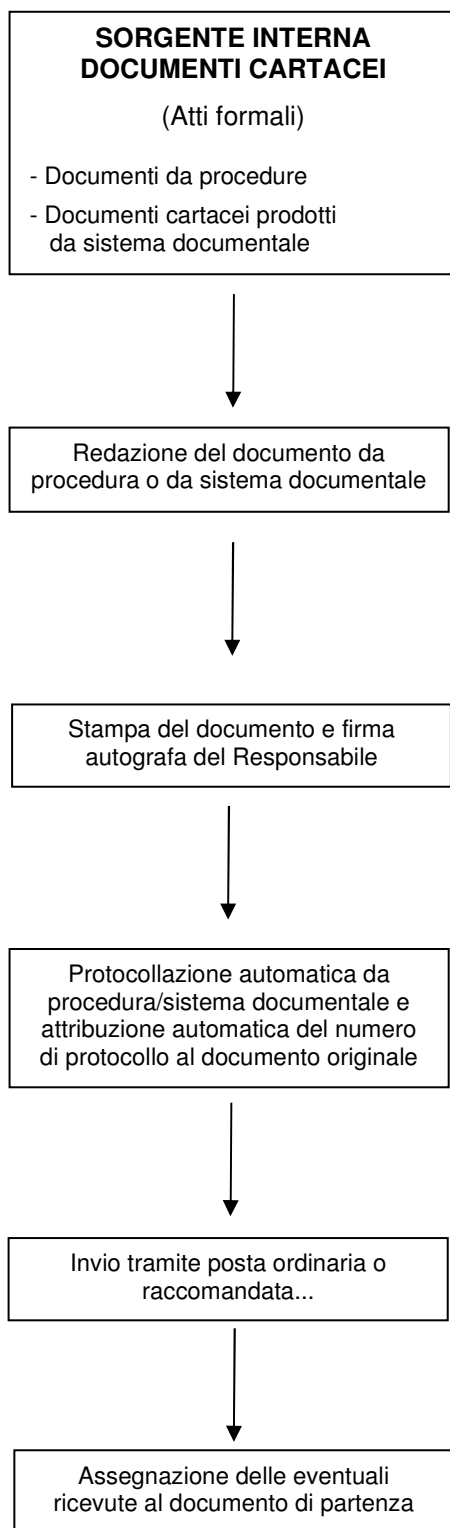 SORGENTE INTERNA
DOCUMENTI CARTACEI
(Atti formali)
- Documenti da procedure
- Documenti cartacei prodotti
da sistema documentale
Redazione del documento da
procedura o da sistema documentale
Stampa del documento e firma
autografa del Responsabile
Protocollazione automatica da
procedura/sistema documentale e
attribuzione automatica del numero
di protocollo al documento originale
Invio tramite posta ordinaria o
raccomandata...
Assegnazione delle eventuali
ricevute al documento di partenza